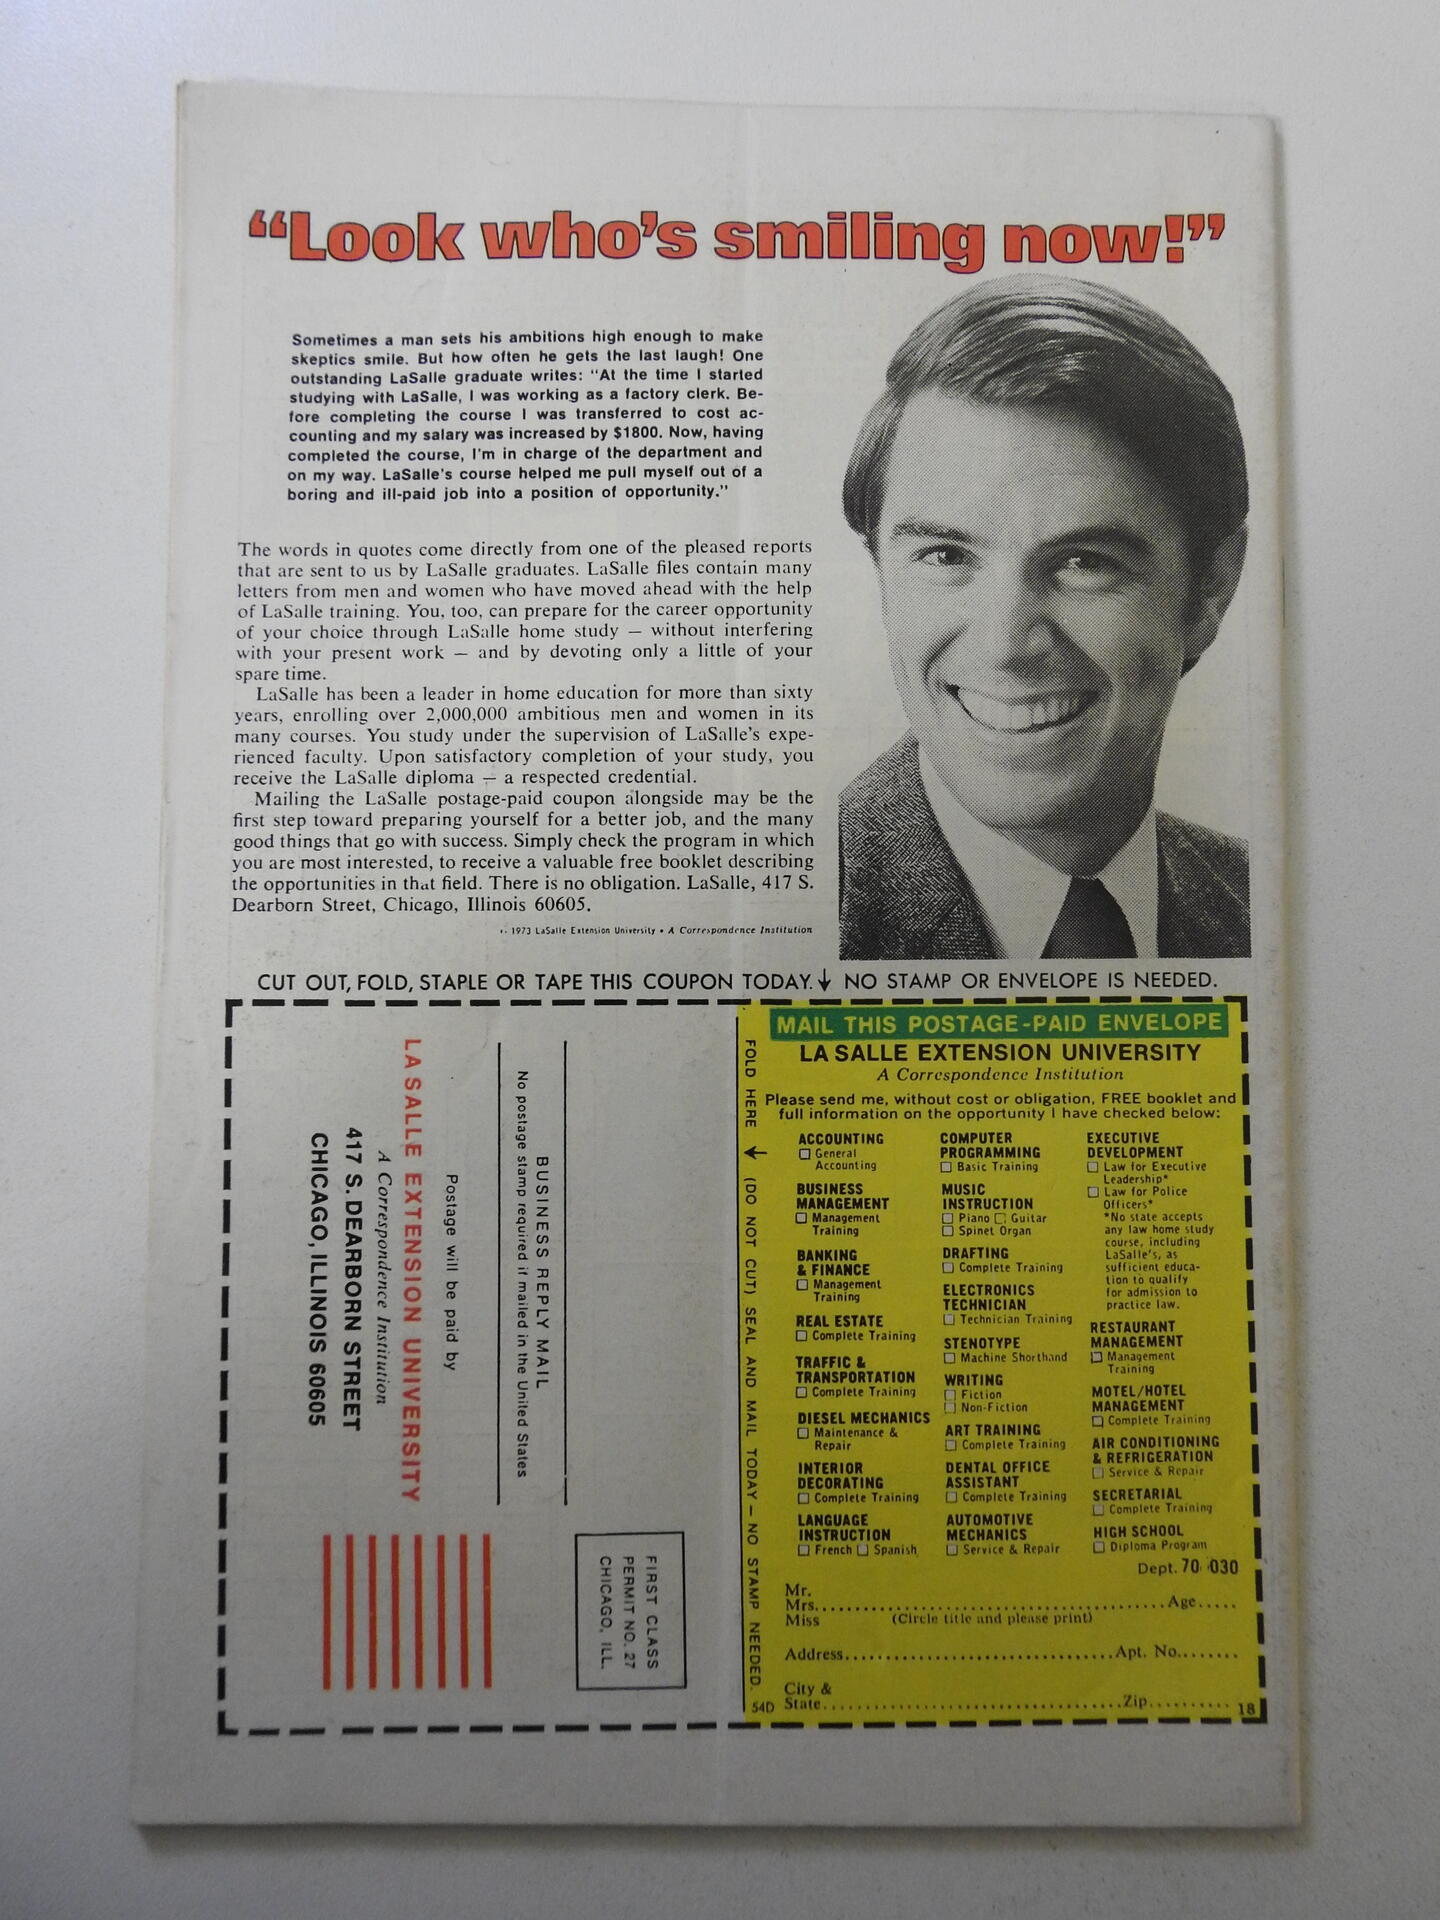 “Look who’s smiling now!”
Sometimes a man sets his ambitions high enough to make
skeptics smile. But how often he gets the last laugh! One
outstanding LaSalle graduate writes: "At the time I started
studying with LaSalle, I was working as a factory clerk. Be-
fore completing the course I was transferred to cost ac-
counting and my salary was increased by $1800. Now, having
completed the course, I'm in charge of the department and
on my way. LaSalle's course helped me pull myself out of a
boring and ill-paid job into a position of opportunity."
The words in quotes come directly from one of the pleased reports
that are sent to us by LaSalle graduates. LaSalle files contain many
letters from men and women who have moved ahead with the help
of LaSalle training. You, too, can prepare for the career opportunity
of your choice through LaSalle home study — without interfering
with your present work — and by devoting only a little of your
spare time.
LaSalle has been a leader in home education for more than sixty
years, enrolling over 2,000,000 ambitious men and women in its
many courses. You study under the supervision of LaSalle's expe-
rienced faculty. Upon satisfactory completion of your study, you
receive the LaSalle diploma — a respected credential.
Mailing the LaSalle postage-paid coupon alongside may be the
first step toward preparing yourself for a better job, and the many
good things that go with success. Simply check the program in which
you are most interested, to receive a valuable free booklet describing
the opportunities in that field. There is no obligation. LaSalle, 417 S.
Dearborn Street, Chicago, Illinois 60605.
1973 LaSalle Extension University • A Correspondence Institution
CUT OUT, FOLD, STAPLE OR TAPE THIS COUPON TODAY. ↓ NO STAMP OR ENVELOPE IS NEEDED.
FIRST CLASS
PERMIT NO. 27
CHICAGO, ILL.
BUSINESS REPLY MAIL
No postage stamp required if mailed in the United States
Postage will be paid by
LA SALLE EXTENSION UNIVERSITY
A Correspondence Institution
417 S. DEARBORN STREET
CHICAGO, ILLINOIS 60605
FOLD HERE ← (DO NOT CUT) SEAL AND MAIL TODAY — NO STAMP NEEDED.
MAIL THIS POSTAGE-PAID ENVELOPE
LA SALLE EXTENSION UNIVERSITY
A Correspondence Institution
Please send me, without cost or obligation, FREE booklet and
full information on the opportunity I have checked below:
ACCOUNTING
☐ General
Accounting
BUSINESS
MANAGEMENT
☐ Management
Training
BANKING
& FINANCE
☐ Management
Training
REAL ESTATE
☐ Complete Training
TRAFFIC &
TRANSPORTATION
☐ Complete Training
DIESEL MECHANICS
☐ Maintenance &
Repair
INTERIOR
DECORATING
☐ Complete Training
LANGUAGE
INSTRUCTION
☐ French ☐ Spanish
COMPUTER
PROGRAMMING
☐ Basic Training
MUSIC
INSTRUCTION
☐ Piano ☐ Guitar
☐ Spinet Organ
DRAFTING
☐ Complete Training
ELECTRONICS
TECHNICIAN
☐ Technician Training
STENOTYPE
☐ Machine Shorthand
WRITING
☐ Fiction
☐ Non-Fiction
ART TRAINING
☐ Complete Training
DENTAL OFFICE
ASSISTANT
☐ Complete Training
AUTOMOTIVE
MECHANICS
☐ Service & Repair
EXECUTIVE
DEVELOPMENT
☐ Law for Executive
Leadership*
☐ Law for Police
Officers*
*No state accepts
any law home study
course, including
LaSalle's, as
sufficient educa-
tion to qualify
for admission to
practice law.
RESTAURANT
MANAGEMENT
☐ Management
Training
MOTEL/HOTEL
MANAGEMENT
☐ Complete Training
AIR CONDITIONING
& REFRIGERATION
☐ Service & Repair
SECRETARIAL
☐ Complete Training
HIGH SCHOOL
☐ Diploma Program
Dept. 70-030
Mr.
Mrs. Age
Miss (Circle title and please print)
Address Apt. No.
City &
State Zip
54D 18